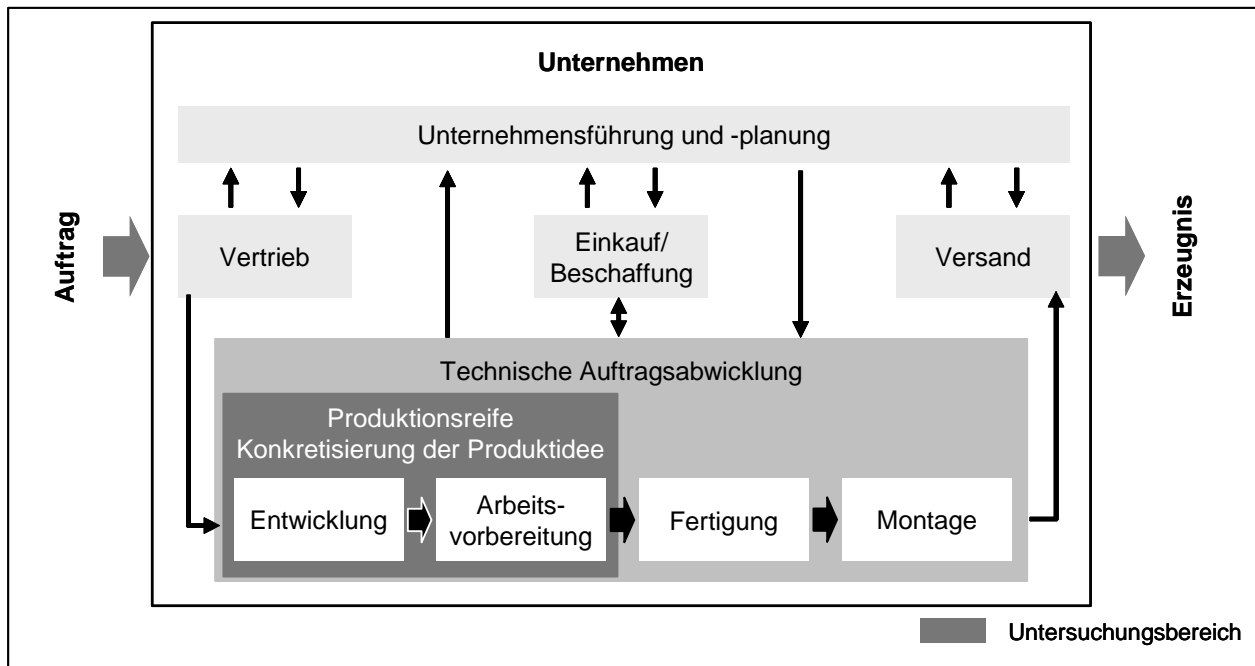 Unternehmen
Unternehmensführung und -planung
Auftrag
Vertrieb
Einkauf/
Beschaffung
Versand
Erzeugnis
Technische Auftragsabwicklung
Produktionsreife
Konkretisierung der Produktidee
Entwicklung
Arbeits-
vorbereitung
Fertigung
Montage
Untersuchungsbereich